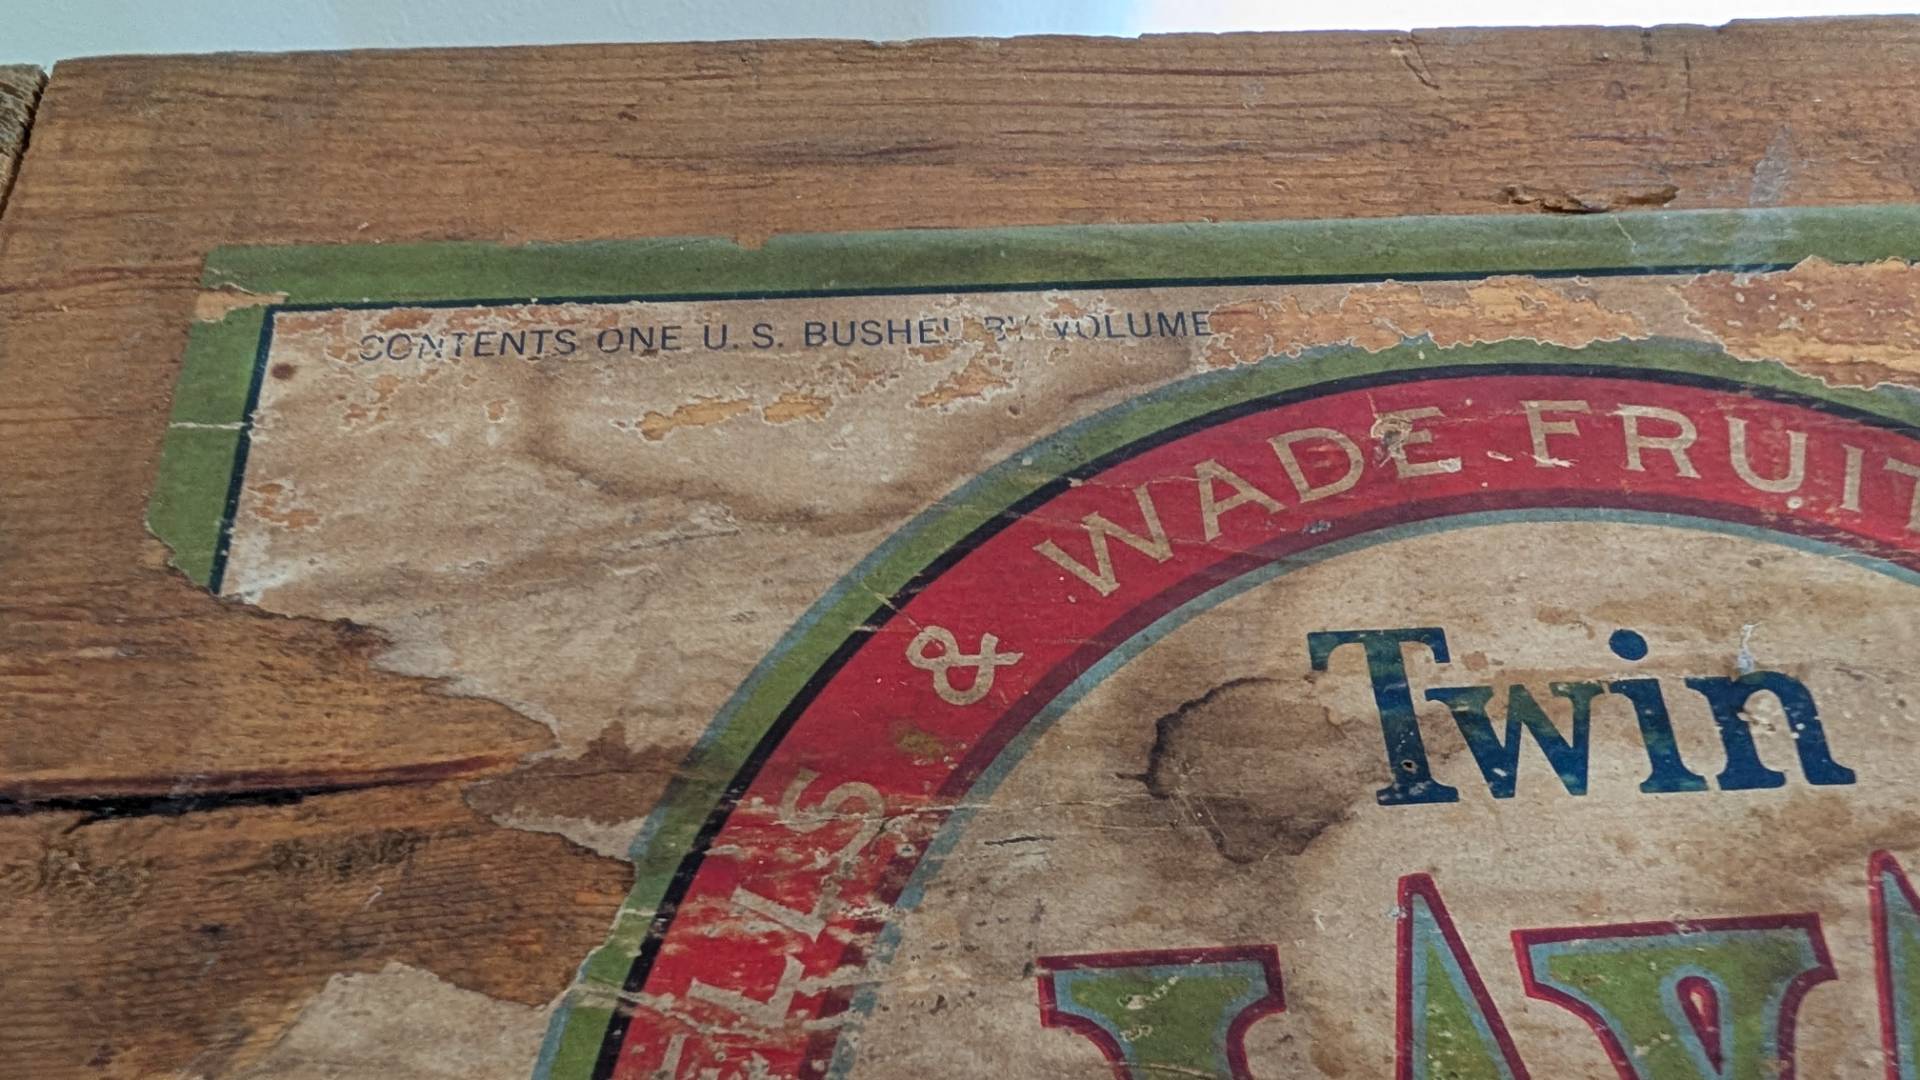 CONTENTS ONE U. S. BUSHEL BY VOLUME
& WADE FRUIT
Twin